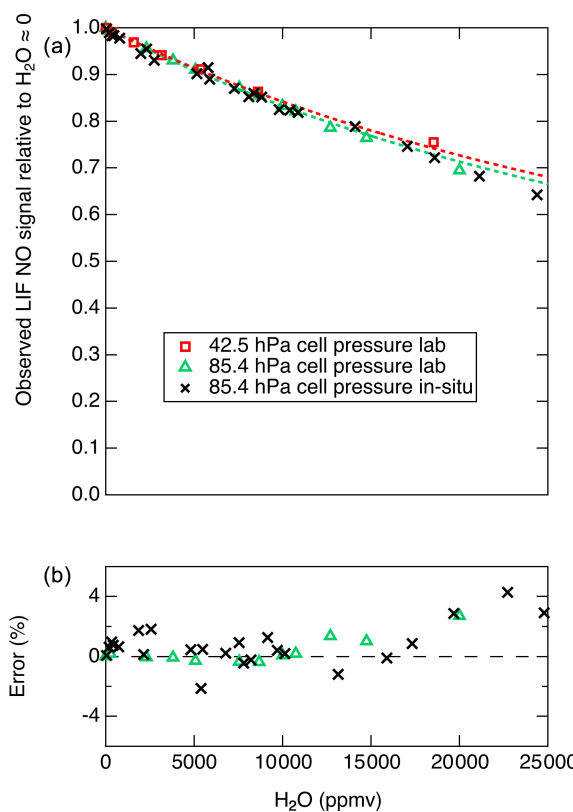 (a)
Observed LIF NO signal relative to H₂O ≈ 0
1.0
0.9
0.8
0.7
0.6
0.5
0.4
0.3
0.2
0.1
0.0
42.5 hPa cell pressure lab
85.4 hPa cell pressure lab
85.4 hPa cell pressure in-situ
(b)
Error (%)
4
0
-4
0
5000
10000
15000
20000
25000
H₂O (ppmv)